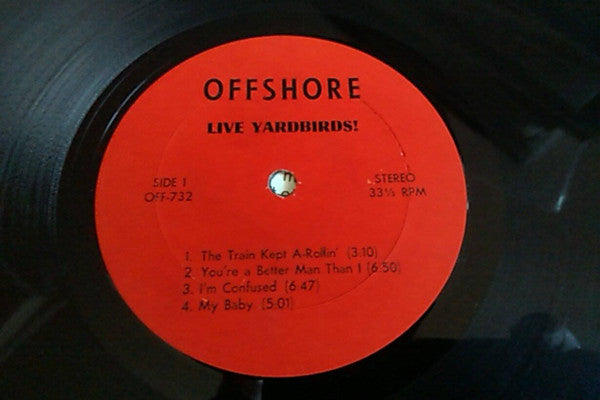 OFFSHORE
LIVE YARDBIRDS!
SIDE 1
OFF-732
STEREO
33⅓ RPM
1. The Train Kept A-Rollin' (3:10)
2. You're a Better Man Than I (6:50)
3. I'm Confused (6:47)
4. My Baby (5:01)